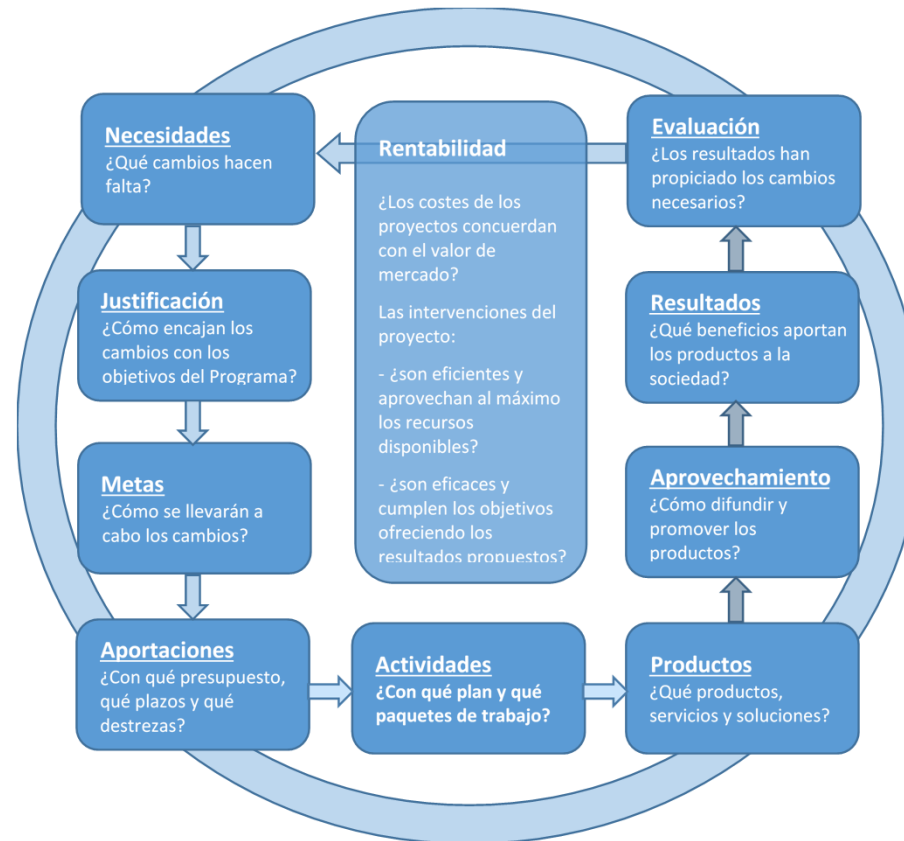 Necesidades
¿Qué cambios hacen
falta?
Justificación
¿Cómo encajan los
cambios con los
objetivos del Programa?
Metas
¿Cómo se llevarán a
cabo los cambios?
Aportaciones
¿Con qué presupuesto,
qué plazos y qué
destrezas?
Actividades
¿Con qué plan y qué
paquetes de trabajo?
Productos
¿Qué productos,
servicios y soluciones?
Aprovechamiento
¿Cómo difundir y
promover los
productos?
Resultados
¿Qué beneficios aportan
los productos a la
sociedad?
Evaluación
¿Los resultados han
propiciado los cambios
necesarios?
Rentabilidad
¿Los costes de los
proyectos concuerdan
con el valor de
mercado?
Las intervenciones del
proyecto:
- ¿son eficientes y
aprovechan al máximo
los recursos
disponibles?
- ¿son eficaces y
cumplen los objetivos
ofreciendo los
resultados propuestos?